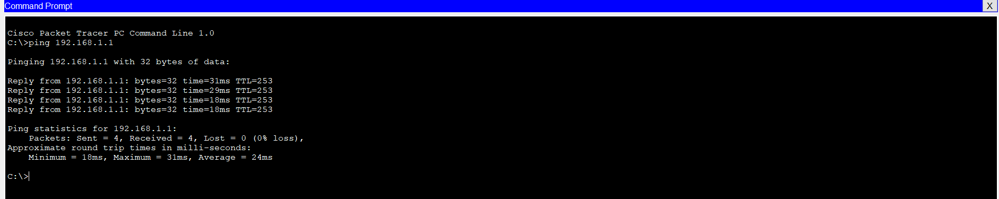 Command Prompt
X
Cisco Packet Tracer PC Command Line 1.0
C:\>ping 192.168.1.1
Pinging 192.168.1.1 with 32 bytes of data:
Reply from 192.168.1.1: bytes=32 time=31ms TTL=253
Reply from 192.168.1.1: bytes=32 time=29ms TTL=253
Reply from 192.168.1.1: bytes=32 time=18ms TTL=253
Reply from 192.168.1.1: bytes=32 time=18ms TTL=253
Ping statistics for 192.168.1.1:
Packets: Sent = 4, Received = 4, Lost = 0 (0% loss),
Approximate round trip times in milli-seconds:
Minimum = 18ms, Maximum = 31ms, Average = 24ms
C:\>